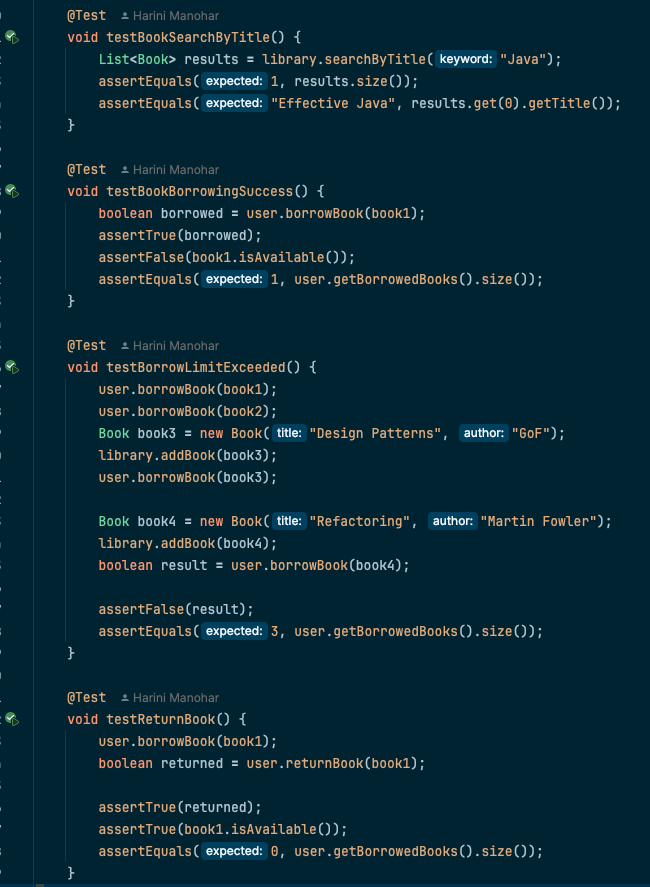 @Test Harini Manohar
void testBookSearchByTitle() {
List<Book> results = library.searchByTitle( keyword: "Java");
assertEquals( expected: 1, results.size());
assertEquals( expected: "Effective Java", results.get(0).getTitle());
}
@Test Harini Manohar
void testBookBorrowingSuccess() {
boolean borrowed = user.borrowBook(book1);
assertTrue(borrowed);
assertFalse(book1.isAvailable());
assertEquals( expected: 1, user.getBorrowedBooks().size());
}
@Test Harini Manohar
void testBorrowLimitExceeded() {
user.borrowBook(book1);
user.borrowBook(book2);
Book book3 = new Book( title: "Design Patterns", author: "GoF");
library.addBook(book3);
user.borrowBook(book3);
Book book4 = new Book( title: "Refactoring", author: "Martin Fowler");
library.addBook(book4);
boolean result = user.borrowBook(book4);
assertFalse(result);
assertEquals( expected: 3, user.getBorrowedBooks().size());
}
@Test Harini Manohar
void testReturnBook() {
user.borrowBook(book1);
boolean returned = user.returnBook(book1);
assertTrue(returned);
assertTrue(book1.isAvailable());
assertEquals( expected: 0, user.getBorrowedBooks().size());
}